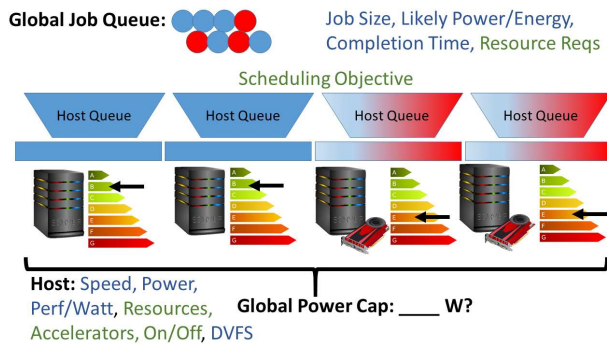 Global Job Queue:
Job Size, Likely Power/Energy,
Completion Time, Resource Reqs
Scheduling Objective
Host Queue
Host Queue
Host Queue
Host Queue
A
B
C
D
E
F
G
A
B
C
D
E
F
G
A
B
C
D
E
F
G
A
B
C
D
E
F
G
Host: Speed, Power,
Perf/Watt, Resources,
Accelerators, On/Off, DVFS
Global Power Cap: ____ W?